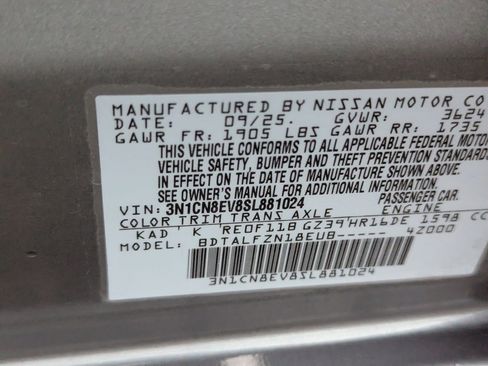 MANUFACTURED BY NISSAN MOTOR CO
DATE: 09/25. GVWR: 3624
GAWR FR: 1905 LBS GAWR RR: 1735
THIS VEHICLE CONFORMS TO ALL APPLICABLE FEDERAL MOTOR
VEHICLE SAFETY, BUMPER AND THEFT PREVENTION STANDARDS
IN EFFECT ON THE DATE OF MANUFACTURE SHOWN ABOVE.
SEE OWNER'S MANUAL FOR ADDITIONAL INFORMATION.
VIN: 3N1CN8EV8SL881024 PASSENGER CAR.
COLOR TRIM TRANS AXLE ENGINE
KAD K RE0F11B GZ39 HR16DE 1598 CC
MODEL: BDTALFZN18EUB----- 4Z000
3N1CN8EV8SL881024